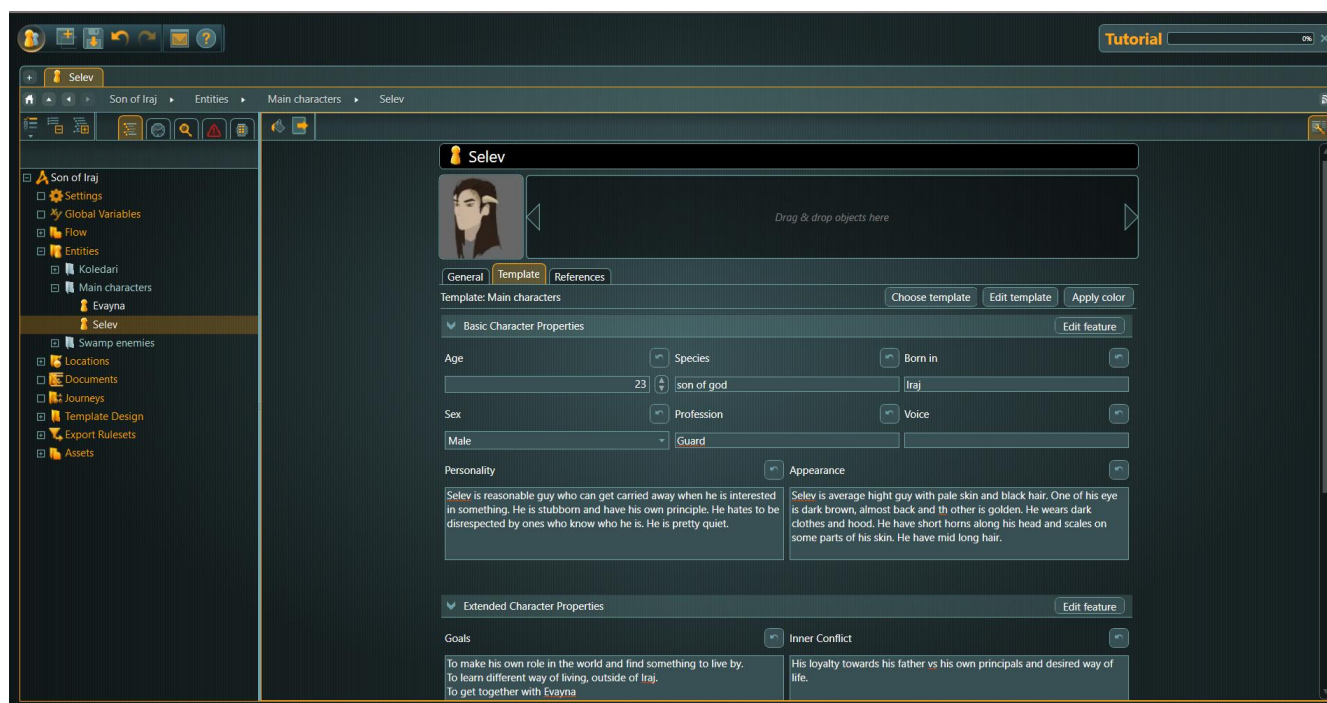 Tutorial
0%
Selev
Son of Iraj Entities Main characters Selev
Son of Iraj
Settings
Global Variables
Flow
Entities
Koledari
Main characters
Evayna
Selev
Swamp enemies
Locations
Documents
Journeys
Template Design
Export Rulesets
Assets
Selev
Drag & drop objects here
General Template References
Template: Main characters Choose template Edit template Apply color
Basic Character Properties Edit feature
Age Species Born in
23 son of god Iraj
Sex Profession Voice
Male Guard
Personality
Selev is reasonable guy who can get carried away when he is interested
in something. He is stubborn and have his own principle. He hates to be
disrespected by ones who know who he is. He is pretty quiet.
Appearance
Selev is average hight guy with pale skin and black hair. One of his eye
is dark brown, almost back and th other is golden. He wears dark
clothes and hood. He have short horns along his head and scales on
some parts of his skin. He have mid long hair.
Extended Character Properties Edit feature
Goals
To make his own role in the world and find something to live by.
To learn different way of living, outside of Iraj.
To get together with Evayna
Inner Conflict
His loyalty towards his father vs his own principals and desired way of
life.